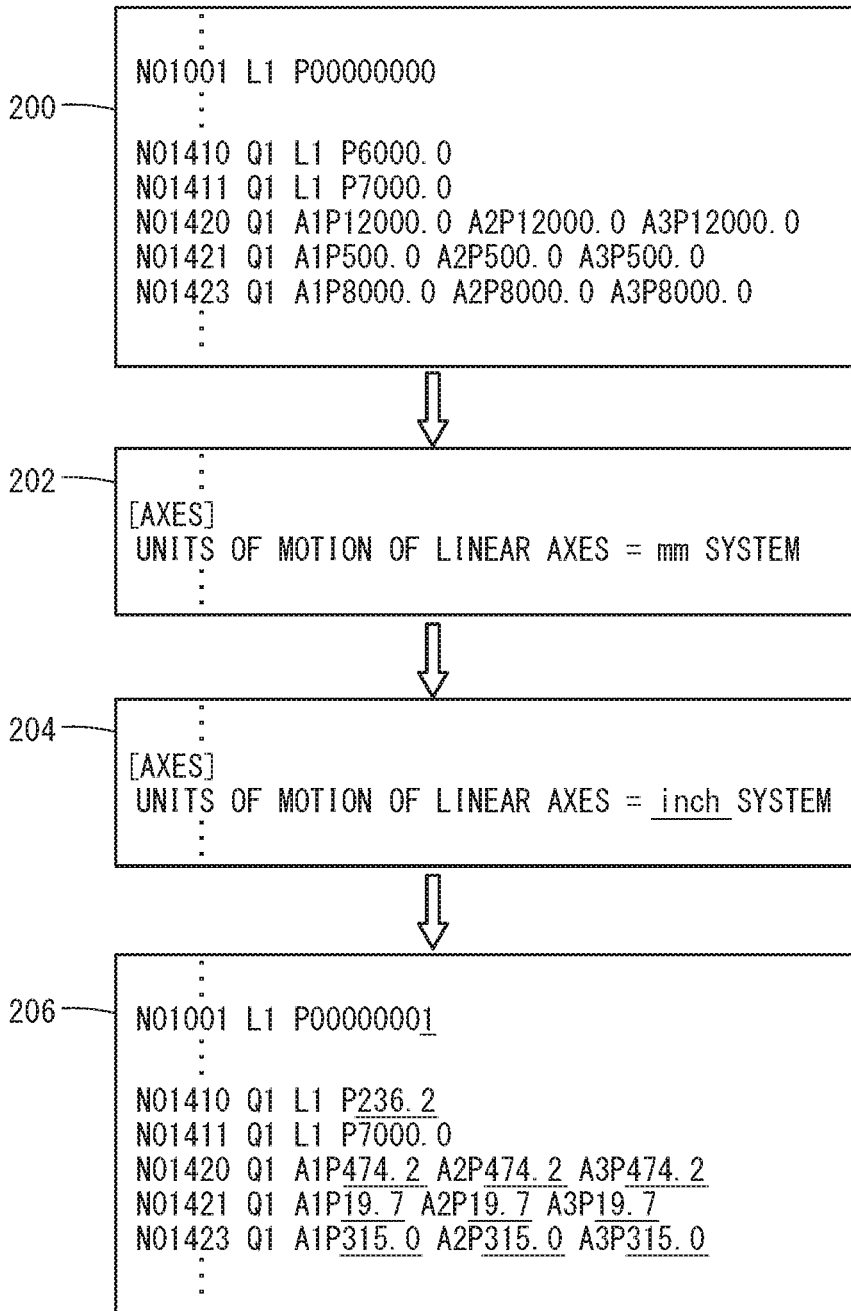 200
N01001 L1 P00000000
N01410 Q1 L1 P6000.0
N01411 Q1 L1 P7000.0
N01420 Q1 A1P12000.0 A2P12000.0 A3P12000.0
N01421 Q1 A1P500.0 A2P500.0 A3P500.0
N01423 Q1 A1P8000.0 A2P8000.0 A3P8000.0
202
[AXES]
UNITS OF MOTION OF LINEAR AXES = mm SYSTEM
204
[AXES]
UNITS OF MOTION OF LINEAR AXES = inch SYSTEM
206
N01001 L1 P00000001
N01410 Q1 L1 P236.2
N01411 Q1 L1 P7000.0
N01420 Q1 A1P474.2 A2P474.2 A3P474.2
N01421 Q1 A1P19.7 A2P19.7 A3P19.7
N01423 Q1 A1P315.0 A2P315.0 A3P315.0